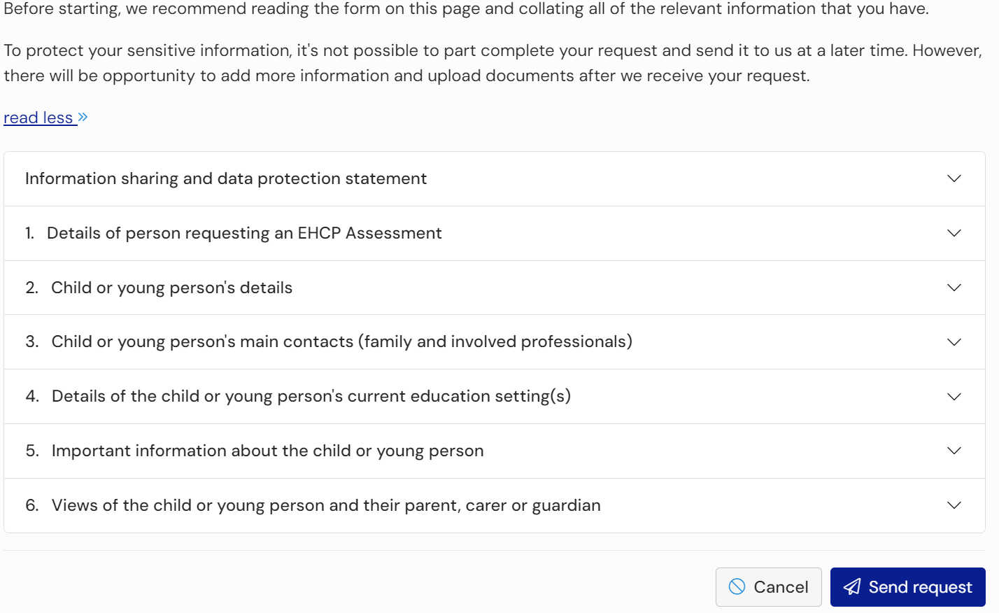 Before starting, we recommend reading the form on this page and collating all of the relevant information that you have.
To protect your sensitive information, it's not possible to part complete your request and send it to us at a later time. However,
there will be opportunity to add more information and upload documents after we receive your request.
read less »
Information sharing and data protection statement
1. Details of person requesting an EHCP Assessment
2. Child or young person's details
3. Child or young person's main contacts (family and involved professionals)
4. Details of the child or young person's current education setting(s)
5. Important information about the child or young person
6. Views of the child or young person and their parent, carer or guardian
Cancel
Send request